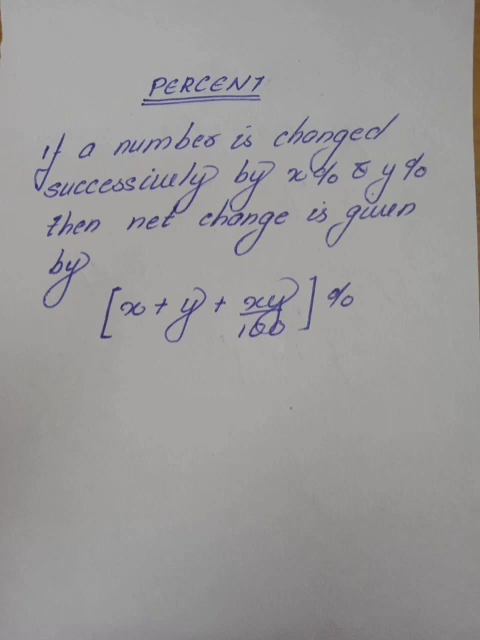 PERCENT
If a number is changed
successively by x% & y%
then net change is given
by
[x + y + xy/100] %